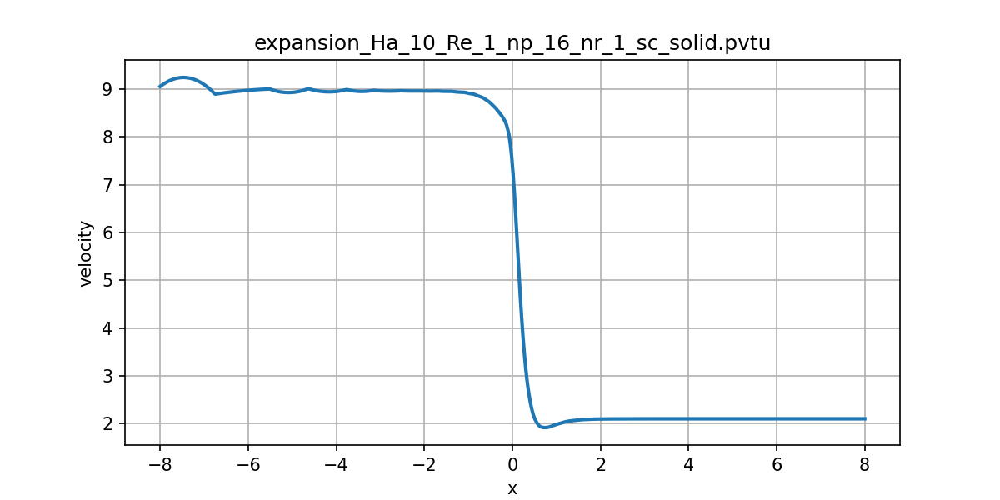 expansion_Ha_10_Re_1_np_16_nr_1_sc_solid.pvtu
9
8
7
6
5
4
3
2
velocity
−8 −6 −4 −2 0 2 4 6 8
x